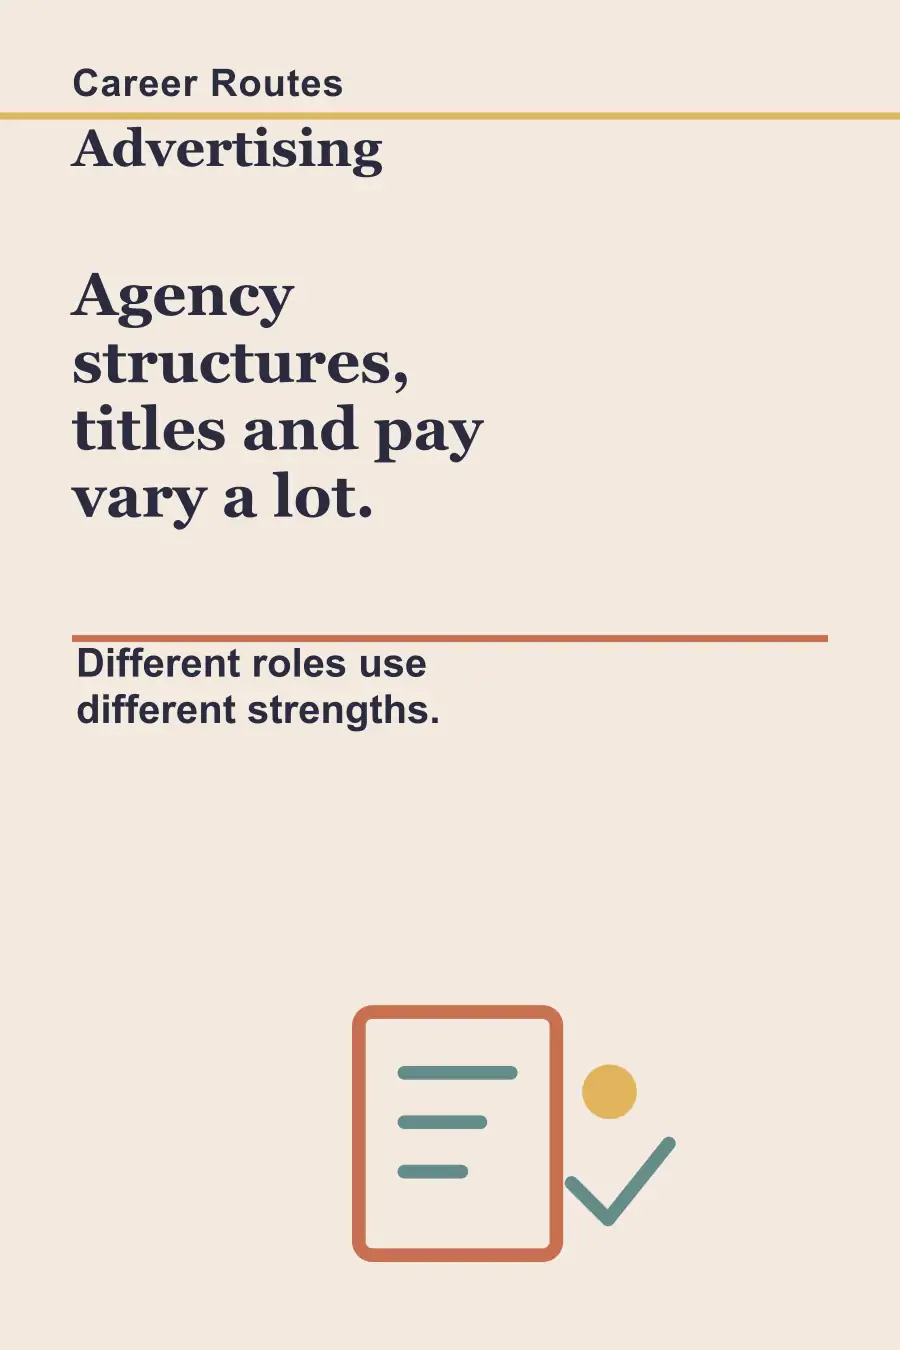 Career Routes
Advertising
Agency
structures,
titles and pay
vary a lot.
Different roles use
different strengths.